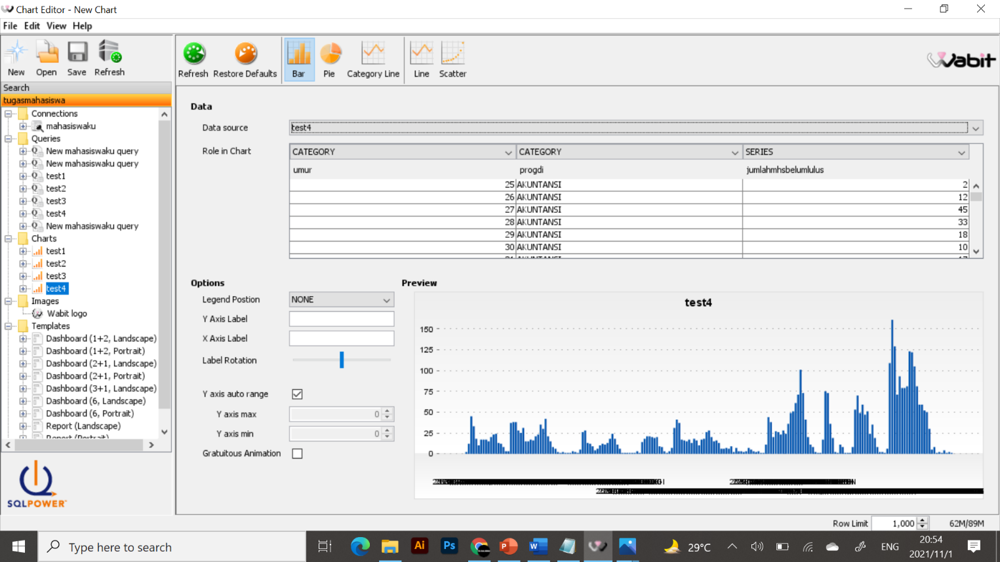 Chart Editor - New Chart
File Edit View Help
New Open Save Refresh
Refresh Restore Defaults Bar Pie Category Line Line Scatter
Wabit
Search
tugasmahasiswa
Connections
mahasiswaku
Queries
New mahasiswaku query
New mahasiswaku query
test1
test2
test3
test4
New mahasiswaku query
Charts
test1
test2
test3
test4
Images
Wabit logo
Templates
Dashboard (1+2, Landscape)
Dashboard (1+2, Portrait)
Dashboard (2+1, Landscape)
Dashboard (2+1, Portrait)
Dashboard (3+1, Landscape)
Dashboard (6, Landscape)
Dashboard (6, Portrait)
Report (Landscape)
Report (Portrait)
SQLPOWER
Data
Data source test4
Role in Chart CATEGORY CATEGORY SERIES
umur progdi jumlahmhsbelumlulus
25 AKUNTANSI 2
26 AKUNTANSI 12
27 AKUNTANSI 45
28 AKUNTANSI 33
29 AKUNTANSI 18
30 AKUNTANSI 10
Options
Legend Postion NONE
Y Axis Label
X Axis Label
Label Rotation
Y axis auto range
Y axis max 0
Y axis min 0
Gratuitous Animation
Preview
test4
150
125
100
75
50
25
0
Row Limit 1,000 62M/89M
Type here to search
Ai Ps
29°C
ENG
20:54
2021/11/1